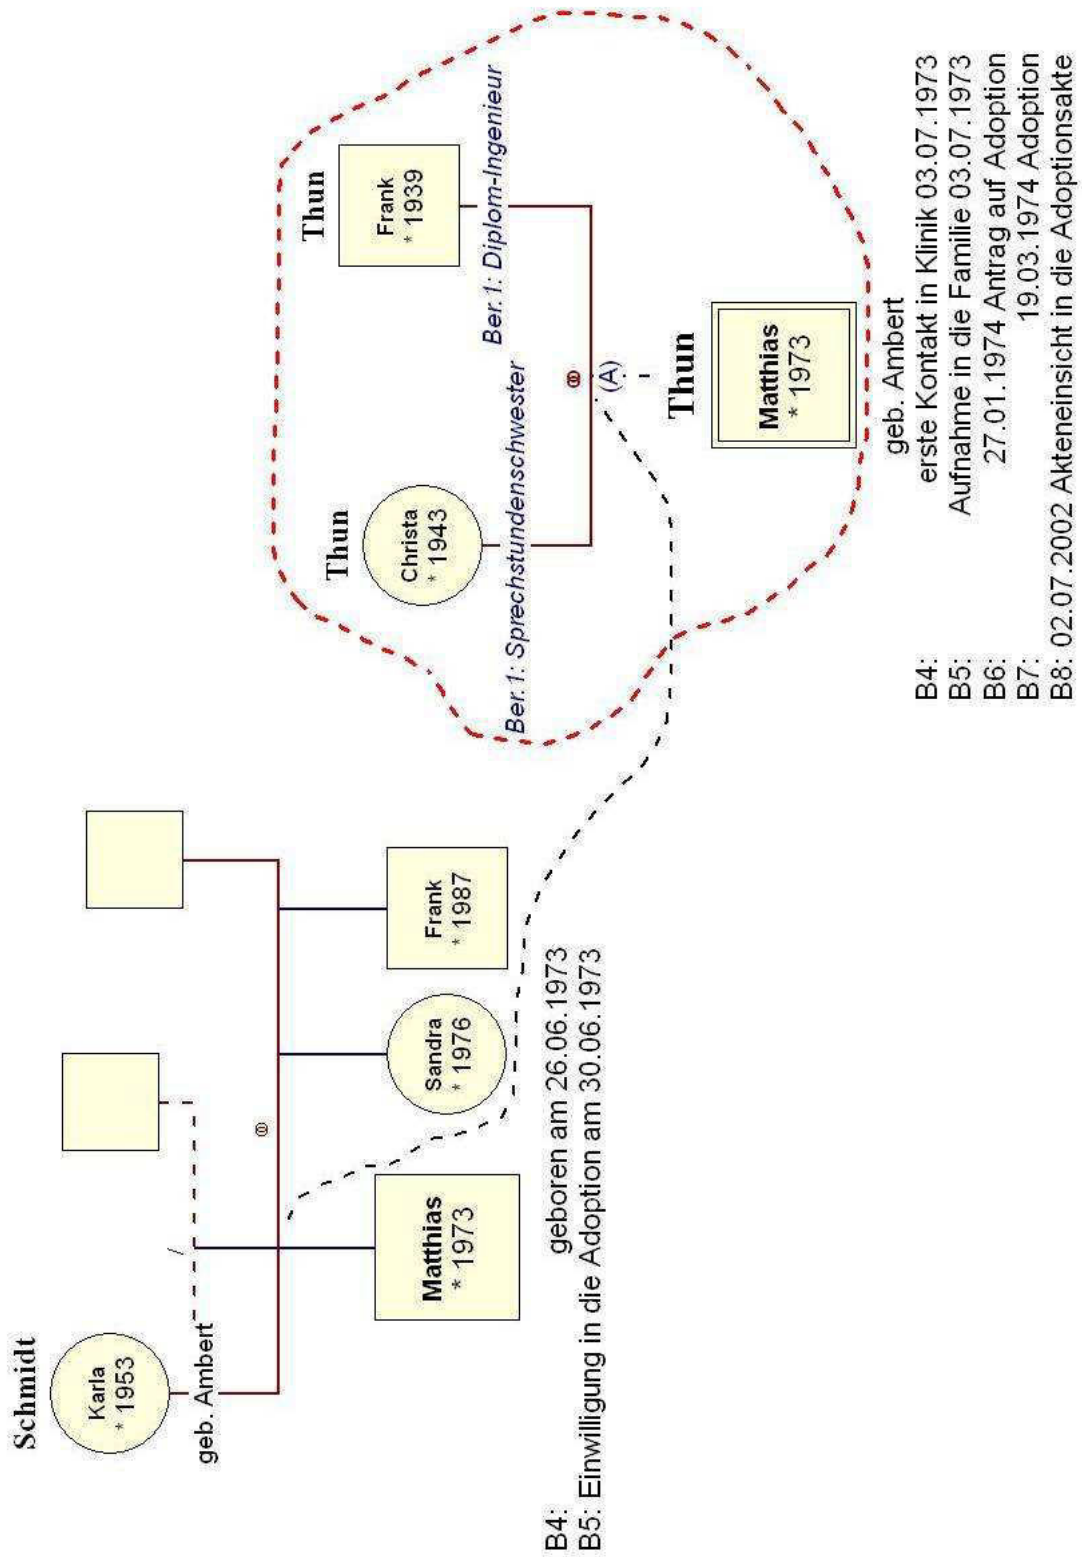 Schmidt
Karla
* 1953
geb. Ambert
/
Matthias
* 1973
Sandra
* 1976
Frank
* 1987
B4: geboren am 26.06.1973
B5: Einwilligung in die Adoption am 30.06.1973
Thun
Christa
* 1943
Ber.1: Sprechstundenschwester
Thun
Frank
* 1939
Ber.1: Diplom-Ingenieur
(A)
Thun
Matthias
* 1973
geb. Ambert
B4: erste Kontakt in Klinik 03.07.1973
B5: Aufnahme in die Familie 03.07.1973
B6: 27.01.1974 Antrag auf Adoption
B7: 19.03.1974 Adoption
B8: 02.07.2002 Akteneinsicht in die Adoptionsakte